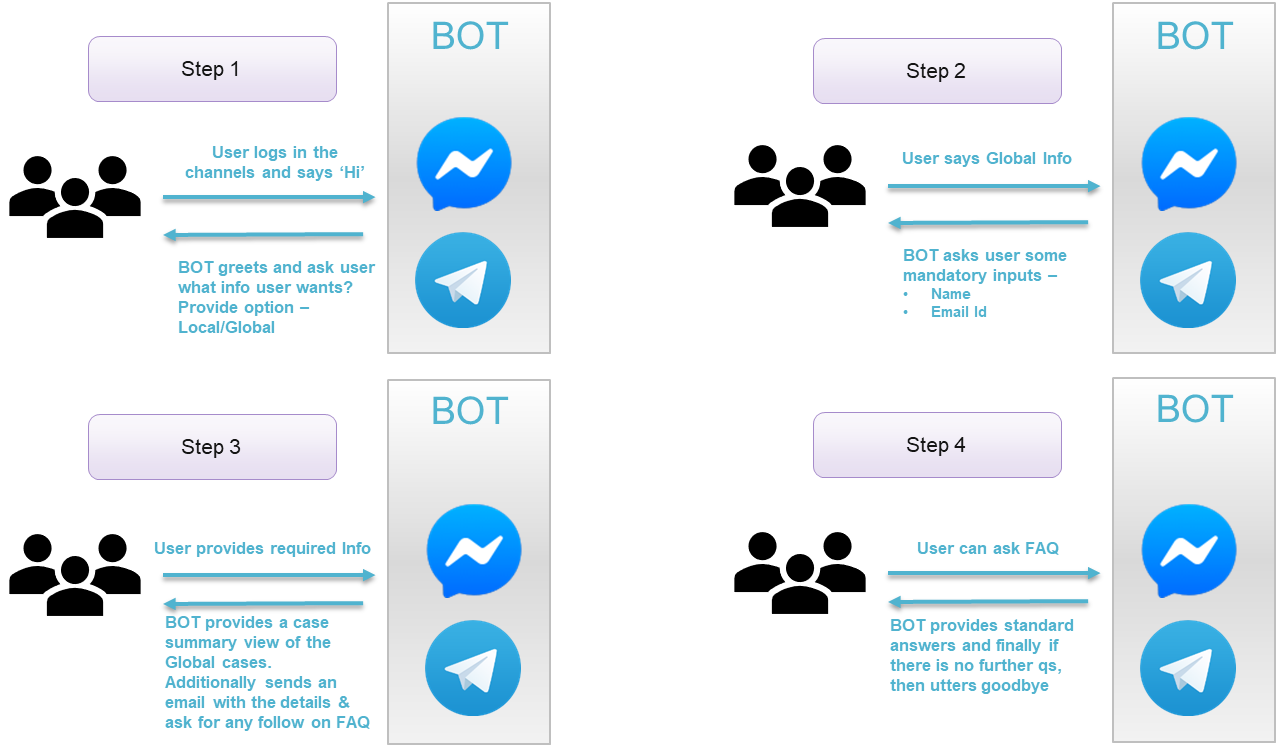 BOT
Step 1
User logs in the
channels and says ‘Hi’
BOT greets and ask user
what info user wants?
Provide option –
Local/Global
BOT
Step 2
User says Global Info
BOT asks user some
mandatory inputs –
• Name
• Email Id
BOT
Step 3
User provides required Info
BOT provides a case
summary view of the
Global cases.
Additionally sends an
email with the details &
ask for any follow on FAQ
BOT
Step 4
User can ask FAQ
BOT provides standard
answers and finally if
there is no further qs,
then utters goodbye